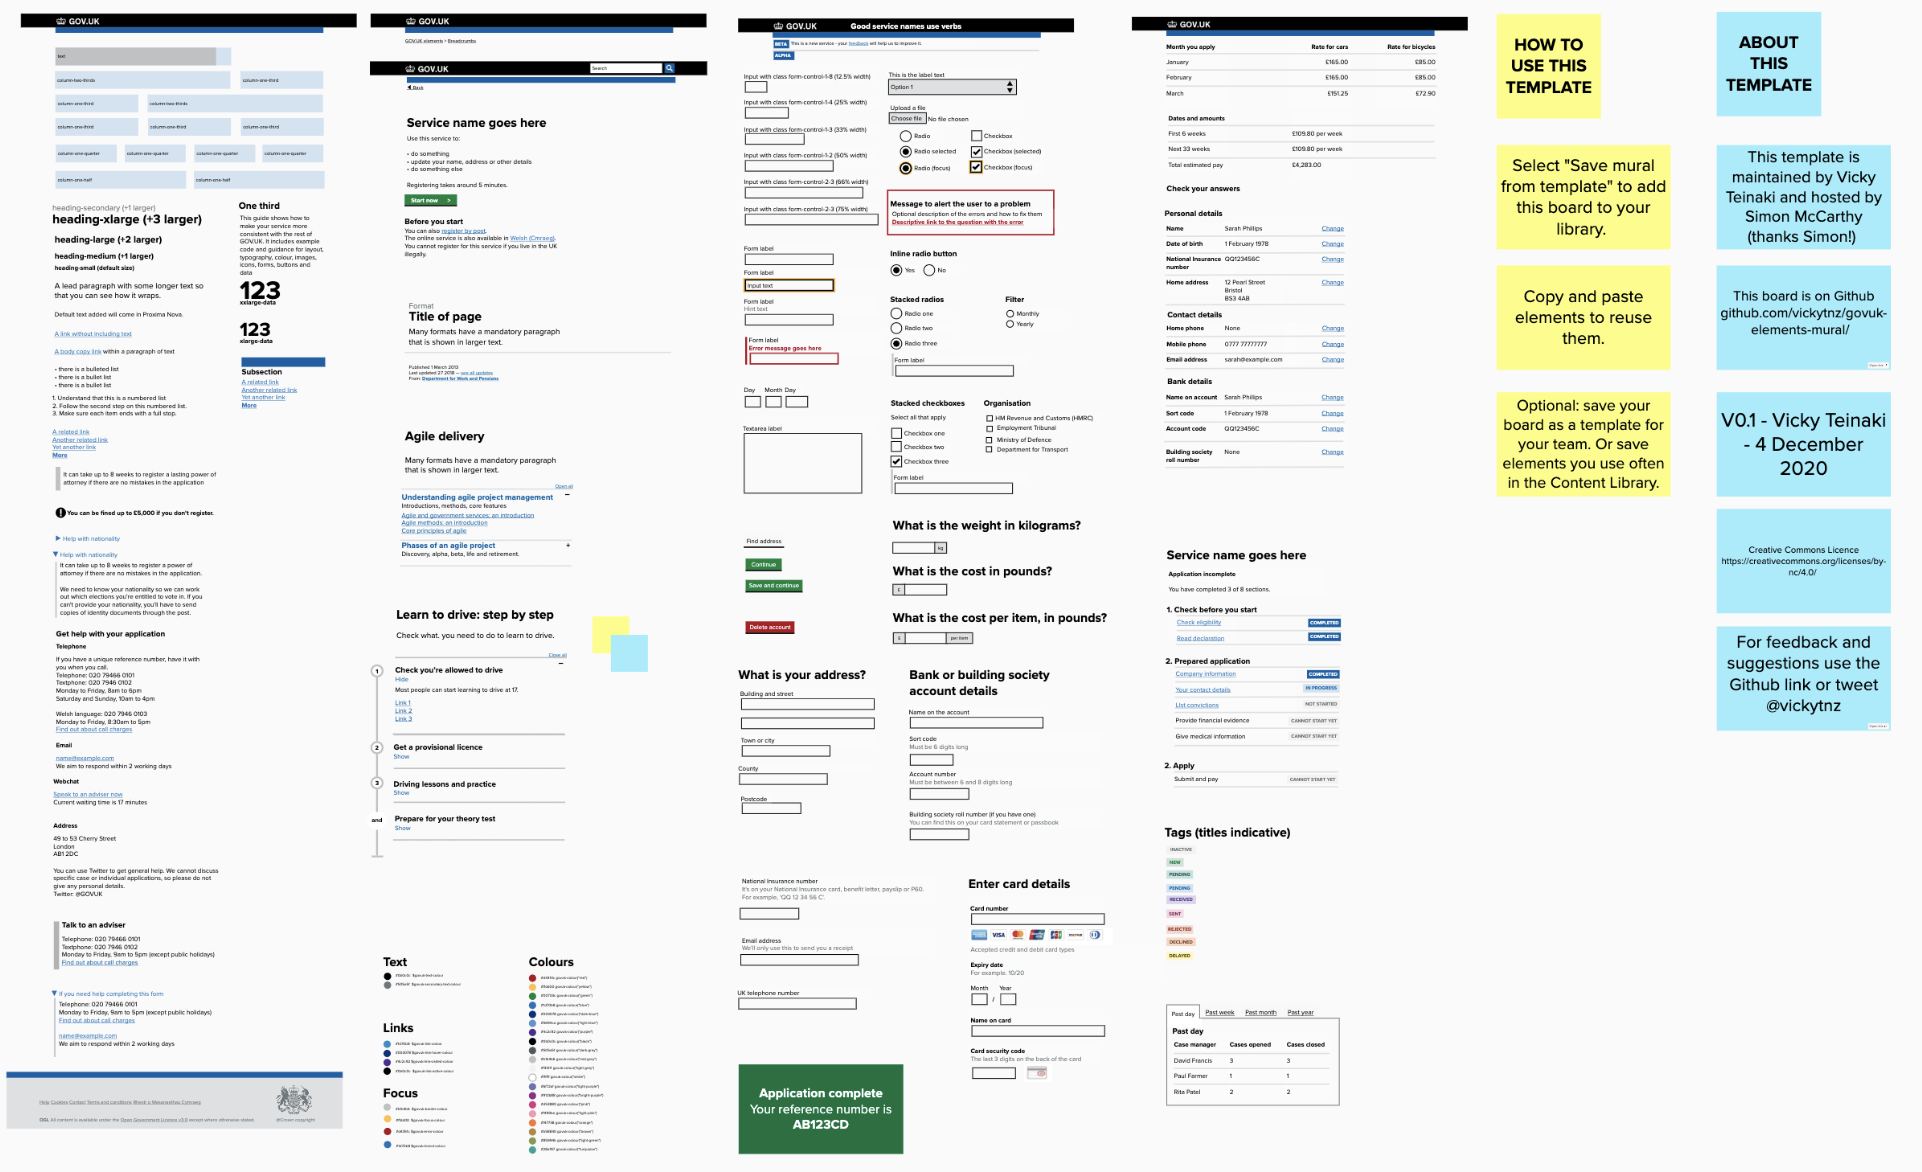 GOV.UK
text
column-two-thirds
column-one-third
column-one-third
column-two-thirds
column-one-third
column-one-third
column-one-third
column-one-quarter
column-one-quarter
column-one-quarter
column-one-quarter
column-one-half
column-one-half
heading-secondary (+1 larger)
heading-xlarge (+3 larger)
heading-large (+2 larger)
heading-medium (+1 larger)
heading-small (default size)
A lead paragraph with some longer text so
that you can see how it wraps.
Default text added will come in Proxima Nova.
A link without including text
A body copy link within a paragraph of text
• there is a bulleted list
• there is a bullet list
• there is a bullet list
1. Understand that this is a numbered list
2. Follow the second step on this numbered list.
3. Make sure each item ends with a full stop.
A related link
Another related link
Yet another link
More
It can take up to 8 weeks to register a lasting power of
attorney if there are no mistakes in the application
You can be fined up to £5,000 if you don't register.
Help with nationality
Help with nationality
It can take up to 8 weeks to register a lasting power of
attorney if there are no mistakes in the application.
We need to know your nationality so we can work
out which elections you're entitled to vote in. If you
can't provide your nationality, you'll have to send
copies of identity documents through the post.
Get help with your application
Telephone
If you have a unique reference number, have it with
you when you call.
Telephone: 020 79466 0101
Textphone: 020 7946 0102
Monday to Friday, 8am to 6pm
Saturday and Sunday, 10am to 4pm
Welsh language: 020 7946 0103
Monday to Friday, 8:30am to 5pm
Find out about call charges
Email
name@example.com
We aim to respond within 2 working days
Webchat
Speak to an adviser now
Current waiting time is 17 minutes
Address
49 to 53 Cherry Street
London
AB1 2DC
You can use Twitter to get general help. We cannot discuss
specific case or individual applications, so please do not
give any personal details.
Twitter: @GOVUK
Talk to an adviser
Telephone: 020 79466 0101
Textphone: 020 7946 0102
Monday to Friday, 9am to 5pm (except public holidays)
Find out about call charges
If you need help completing this form
Telephone: 020 79466 0101
Monday to Friday, 9am to 5pm (except public holidays)
Find out about call charges
name@example.com
We aim to respond within 2 working days
Help Cookies Contact Terms and conditions Rhestr o Wasanaethau Cymraeg
OGL All content is available under the Open Government Licence v3.0 except where otherwise stated.
©Crown copyright
One third
This guide shows how to
make your service more
consistent with the rest of
GOV.UK. It includes example
code and guidance for layout,
typography, colour, images,
icons, forms, buttons and
data
123
xxlarge-data
123
xlarge-data
Subsection
A related link
Another related link
Yet another link
More
GOV.UK
GOV.UK elements > Breadcrumbs
GOV.UK
Search
Back
Service name goes here
Use this service to:
• do something
• update your name, address or other details
• do something else
Registering takes around 5 minutes.
Start now >
Before you start
You can also register by post.
The online service is also available in Welsh (Cmraeg).
You cannot register for this service if you live in the UK
illegally.
Format
Title of page
Many formats have a mandatory paragraph
that is shown in larger text.
Published 1 March 2013
Last updated 27 2018 — see all updates
From: Department for Work and Pensions
Agile delivery
Many formats have a mandatory paragraph
that is shown in larger text.
Open all
Understanding agile project management
–
Introductions, methods, core features
Agile and government services: an introduction
Agile methods: an introduction
Core principles of agile
Phases of an agile project
+
Discovery, alpha, beta, life and retirement.
Learn to drive: step by step
Check what. you need to do to learn to drive.
Close all
–
1
Check you're allowed to drive
Hide
Most people can start learning to drive at 17.
Link 1
Link 2
Link 3
2
Get a provisional licence
Show
3
Driving lessons and practice
Show
and
Prepare for your theory test
Show
Text
Links
Focus
Colours
GOV.UK
Good service names use verbs
BETA This is a new service - your feedback will help us to improve it.
ALPHA
Input with class form-control-1-8 (12.5% width)
Input with class form-control-1-4 (25% width)
Input with class form-control-1-3 (33% width)
Input with class form-control-1-2 (50% width)
Input with class form-control-2-3 (66% width)
Input with class form-control-2-3 (75% width)
Form label
Form label
Input text
Form label
Hint text
Form label
Error message goes here
Day Month Day
Textarea label
Find address
Continue
Save and continue
Delete account
This is the label text
Option 1
Upload a file
Choose file No file chosen
Radio
Checkbox
Radio selected
Checkbox (selected)
Radio (focus)
Checkbox (focus)
Message to alert the user to a problem
Optional description of the errors and how to fix them
Descriptive link to the question with the error
Inline radio button
Yes
No
Stacked radios
Radio one
Radio two
Radio three
Form label
Filter
Monthly
Yearly
Stacked checkboxes
Select all that apply
Checkbox one
Checkbox two
Checkbox three
Form label
Organisation
HM Revenue and Customs (HMRC)
Employment Tribunal
Ministry of Defence
Department for Transport
What is the weight in kilograms?
kg
What is the cost in pounds?
£
What is the cost per item, in pounds?
£
per item
What is your address?
Building and street
Town or city
County
Postcode
Bank or building society
account details
Name on the account
Sort code
Must be 6 digits long
Account number
Must be between 6 and 8 digits long
Building society roll number (if you have one)
You can find this on your card statement or passbook
National Insurance number
It's on your National Insurance card, benefit letter, payslip or P60.
For example, 'QQ 12 34 56 C'.
Email address
We'll only use this to send you a receipt
UK telephone number
Application complete
Your reference number is
AB123CD
Enter card details
Card number
VISA
Accepted credit and debit card types
Expiry date
For example, 10/20
Month Year
/
Name on card
Card security code
The last 3 digits on the back of the card
GOV.UK
Month you apply Rate for cars Rate for bicycles
January £165.00 £85.00
February £165.00 £85.00
March £151.25 £72.90
Dates and amounts
First 6 weeks £109.80 per week
Next 33 weeks £109.80 per week
Total estimated pay £4,283.00
Check your answers
Personal details
Name Sarah Phillips Change
Date of birth 1 February 1978 Change
National Insurance number QQ123456C Change
Home address 12 Pearl Street Change
Bristol
BS3 4AB
Contact details
Home phone None Change
Mobile phone 0777 77777777 Change
Email address sarah@example.com Change
Bank details
Name on account Sarah Phillips Change
Sort code 1 February 1978 Change
Account code QQ123456C Change
Building society roll number None Change
Service name goes here
Application incomplete
You have completed 3 of 8 sections.
1. Check before you start
Check eligibility COMPLETED
Read declaration COMPLETED
2. Prepared application
Company information COMPLETED
Your contact details IN PROGRESS
List convictions NOT STARTED
Provide financial evidence CANNOT START YET
Give medical information CANNOT START YET
2. Apply
Submit and pay CANNOT START YET
Tags (titles indicative)
INACTIVE
NEW
PENDING
PENDING
RECEIVED
SENT
REJECTED
DECLINED
DELAYED
Past day Past week Past month Past year
Past day
Case manager Cases opened Cases closed
David Francis 3 3
Paul Farmer 1 1
Rita Patel 2 2
HOW TO
USE THIS
TEMPLATE
Select "Save mural
from template" to add
this board to your
library.
Copy and paste
elements to reuse
them.
Optional: save your
board as a template for
your team. Or save
elements you use often
in the Content Library.
ABOUT
THIS
TEMPLATE
This template is
maintained by Vicky
Teinaki and hosted by
Simon McCarthy
(thanks Simon!)
This board is on Github
github.com/vickytnz/govuk-
elements-mural/
V0.1 - Vicky Teinaki
- 4 December
2020
Creative Commons Licence
https://creativecommons.org/licenses/by-
nc/4.0/
For feedback and
suggestions use the
Github link or tweet
@vickytnz